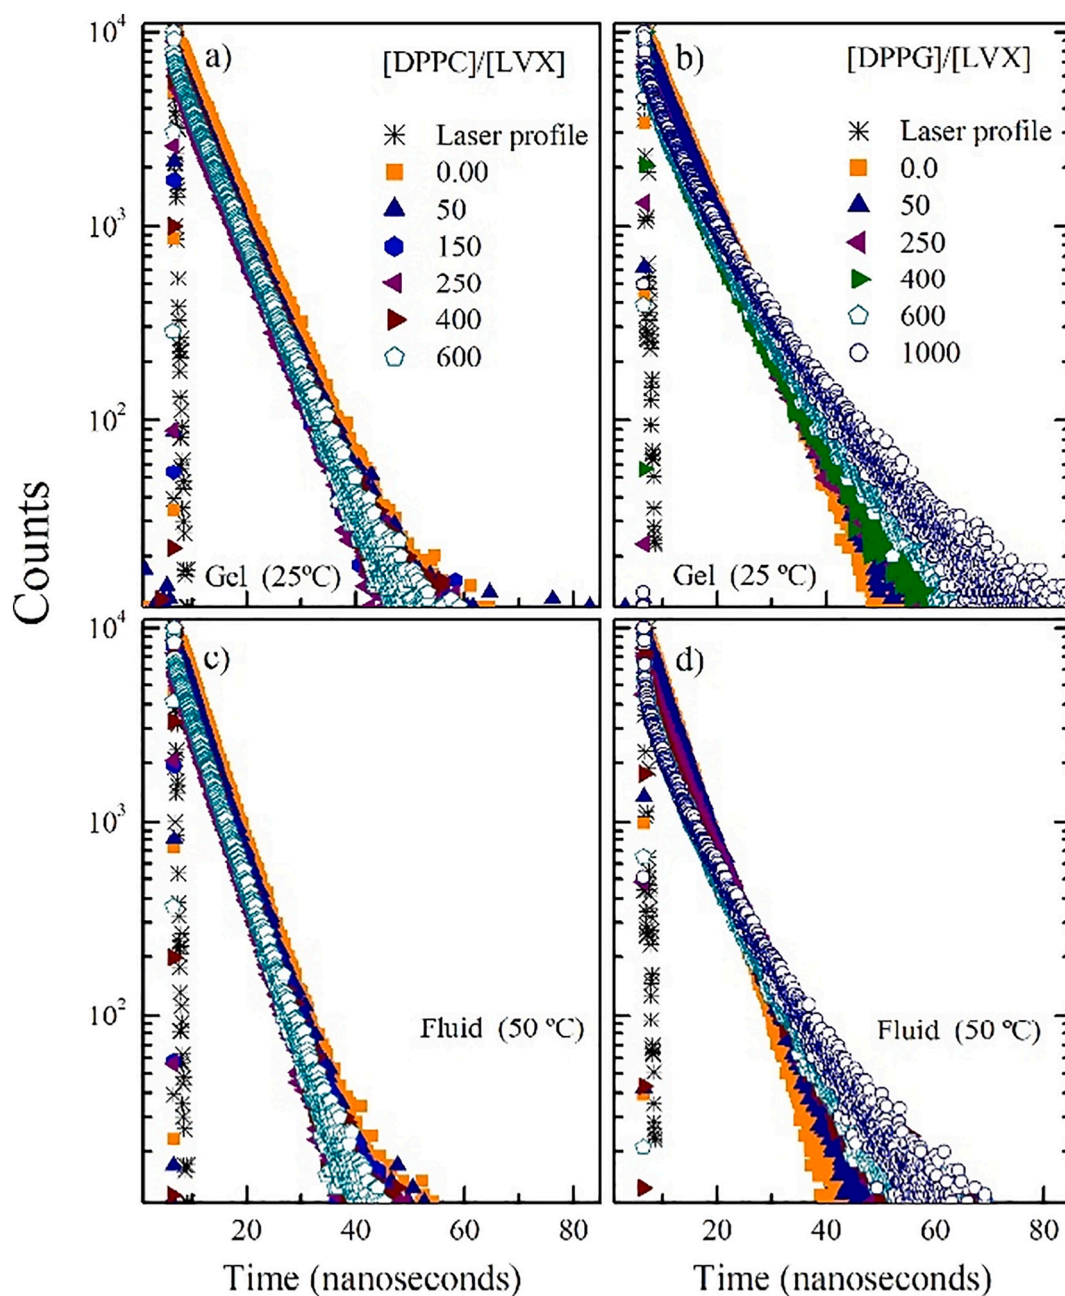 Counts
10⁴
10³
10²
a)
[DPPC]/[LVX]
Laser profile
0.00
50
150
250
400
600
Gel (25ºC)
b)
[DPPG]/[LVX]
Laser profile
0.0
50
250
400
600
1000
Gel (25 ºC)
10⁴
10³
10²
c)
Fluid (50 ºC)
d)
Fluid (50 ºC)
20 40 60 80
20 40 60 80
Time (nanoseconds)
Time (nanoseconds)